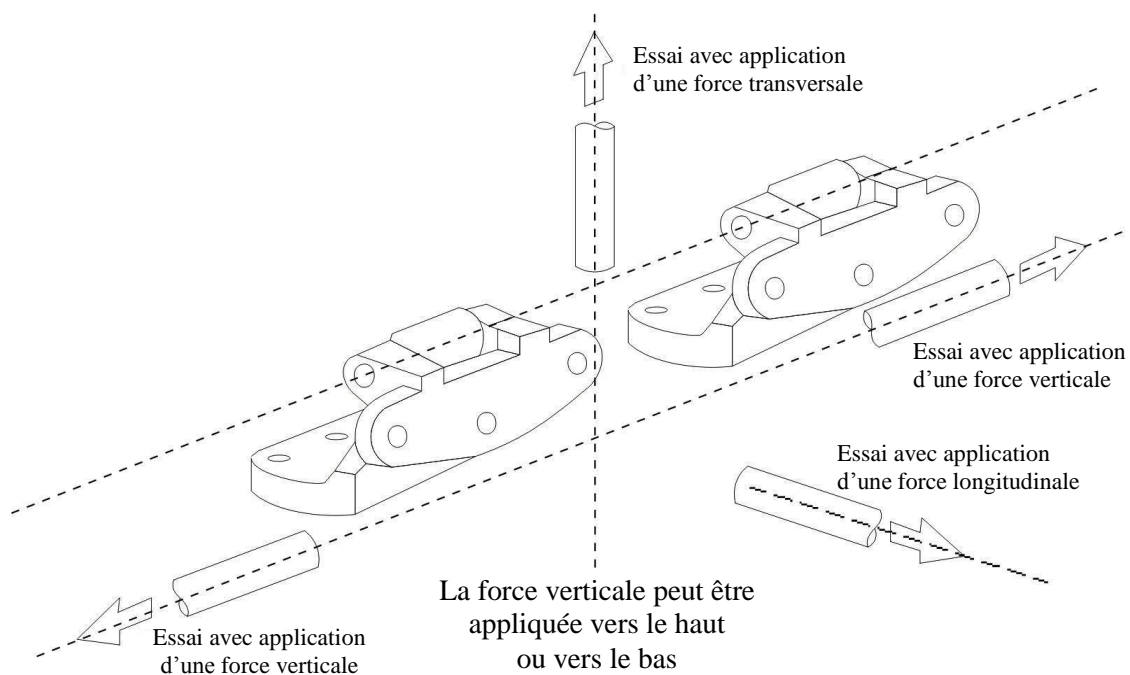 Essai avec application
d’une force transversale
Essai avec application
d’une force verticale
Essai avec application
d’une force longitudinale
La force verticale peut être
appliquée vers le haut
ou vers le bas
Essai avec application
d’une force verticale